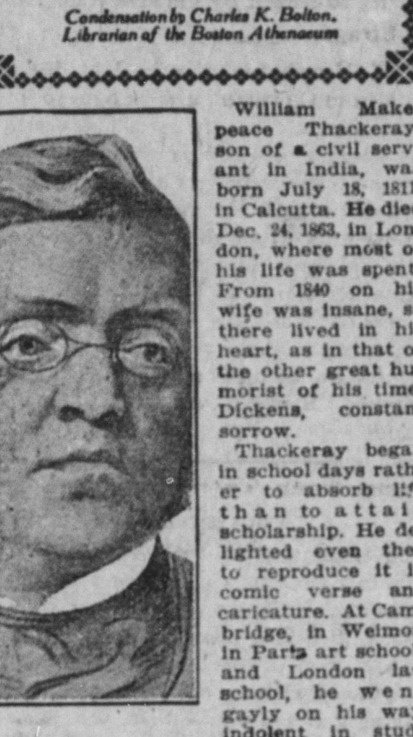 Condensation by Charles K. Bolton,
Librarian of the Boston Athenaeum
William Make
peace Thackeray
son of a civil serv
ant in India, wa
born July 18, 1811
in Calcutta. He died
Dec. 24, 1863, in Lon
don, where most o
his life was spent
From 1840 on hi
wife was insane, s
there lived in hi
heart, as in that o
the other great hu
morist of his time
Dickens, constan
sorrow.
Thackeray bega
in school days rath
er to absorb lif
than to attai
scholarship. He de
lighted even the
to reproduce it i
comic verse an
caricature. At Cam
bridge, in Weimo
in Paris art schoo
and London la
school, he wen
gayly on his wa
indolent in stud